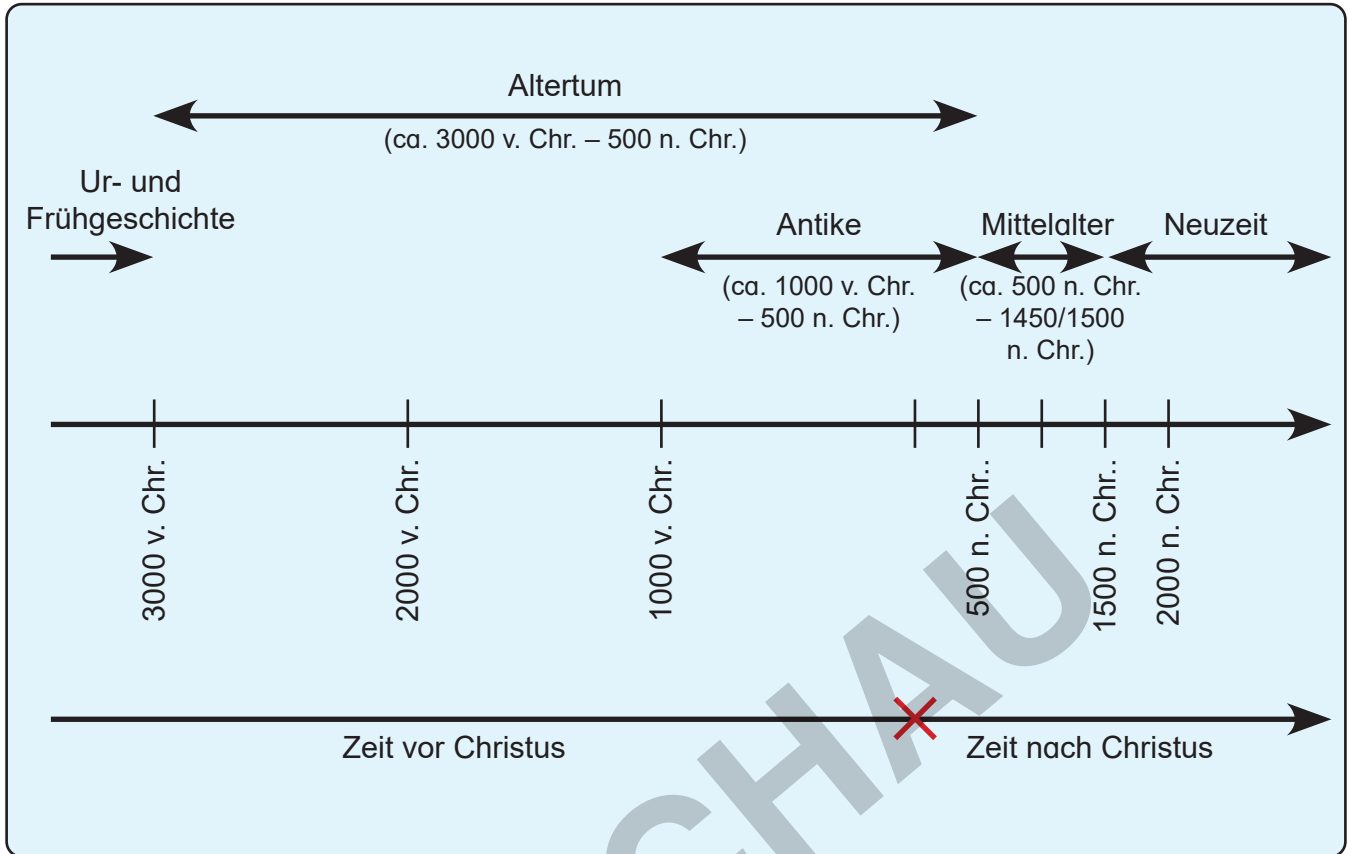 Altertum
(ca. 3000 v. Chr. – 500 n. Chr.)
Ur- und
Frühgeschichte
Antike
(ca. 1000 v. Chr.
– 500 n. Chr.)
Mittelalter
(ca. 500 n. Chr.
– 1450/1500
n. Chr.)
Neuzeit
3000 v. Chr.
2000 v. Chr.
1000 v. Chr.
500 n. Chr..
1500 n. Chr..
2000 n. Chr.
Zeit vor Christus
Zeit nach Christus